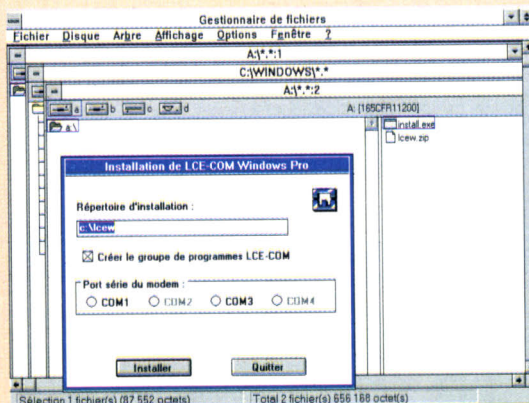 Gestionnaire de fichiers
Fichier Disque Arbre Affichage Options Fenêtre ?
A:\*.*:1
C:\WINDOWS\*.*
A:\*.*:2
a b c d
A: [165CFR11200]
a:\
install.exe
lcew.zip
Installation de LCE-COM Windows Pro
Répertoire d'installation :
c:\lcew
Créer le groupe de programmes LCE-COM
Port série du modem :
COM1 COM2 COM3 COM4
Installer Quitter
Sélection 1 fichier(s) (87 552 octets) Total 2 fichier(s) 656 168 octet(s)